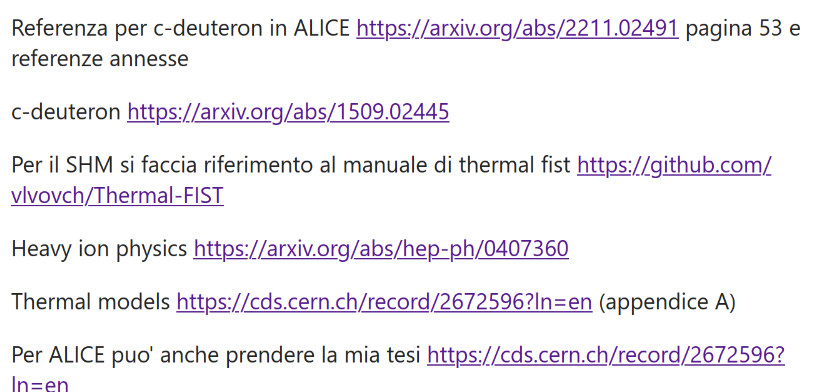 Referenza per c-deuteron in ALICE https://arxiv.org/abs/2211.02491 pagina 53 e
referenze annesse
c-deuteron https://arxiv.org/abs/1509.02445
Per il SHM si faccia riferimento al manuale di thermal fist https://github.com/
vlvovch/Thermal-FIST
Heavy ion physics https://arxiv.org/abs/hep-ph/0407360
Thermal models https://cds.cern.ch/record/2672596?ln=en (appendice A)
Per ALICE puo' anche prendere la mia tesi https://cds.cern.ch/record/2672596?
ln=en